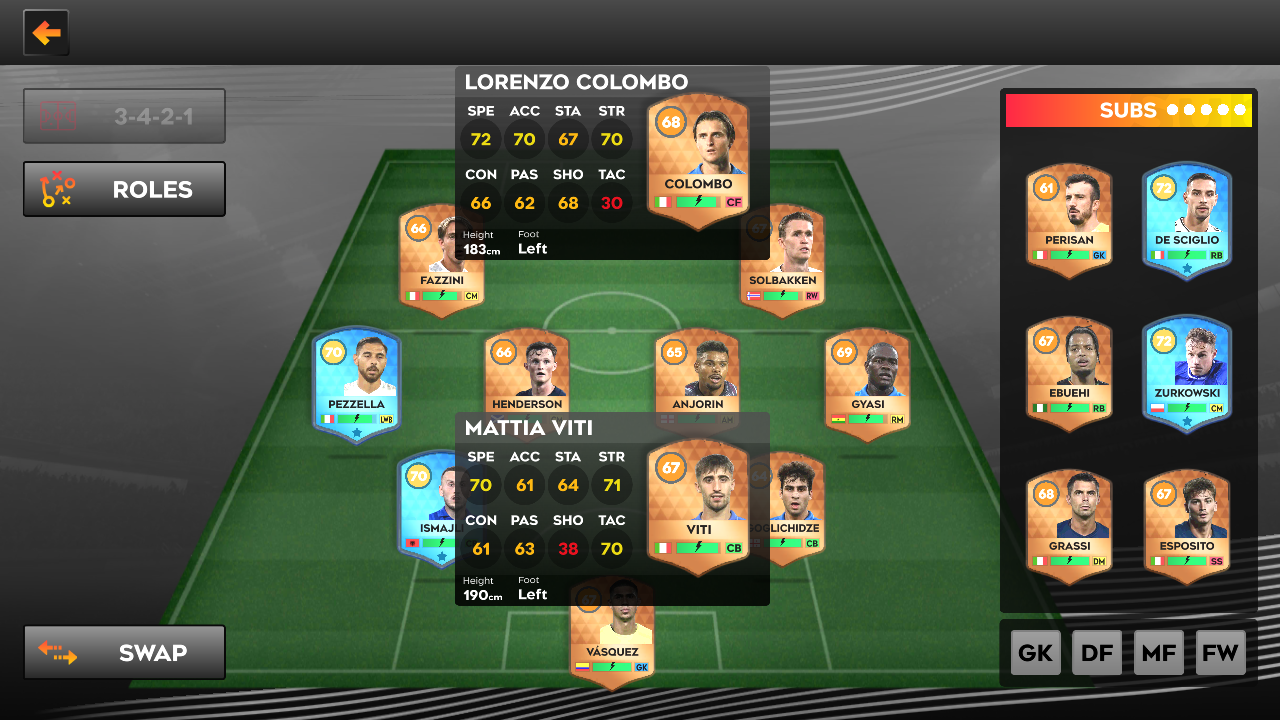 LORENZO COLOMBO
SPE ACC STA STR
72 70 67 70
CON PAS SHO TAC
66 62 68 30
Height Foot
183cm Left
68
COLOMBO
CF
3-4-2-1
ROLES
SUBS
61
PERISAN
GK
72
DE SCIGLIO
RB
66
FAZZINI
CM
SOLBAKKEN
RW
70
PEZZELLA
LWB
66
HENDERSON
65
ANJORIN
AM
69
GYASI
RM
67
EBUEHI
RB
72
ZURKOWSKI
CM
MATTIA VITI
SPE ACC STA STR
70 61 64 71
CON PAS SHO TAC
61 63 38 70
Height Foot
190cm Left
67
VITI
CB
70
ISMAJL
GOGLICHIDZE
CB
68
GRASSI
DM
67
ESPOSITO
SS
67
VÁSQUEZ
GK
SWAP
GK DF MF FW